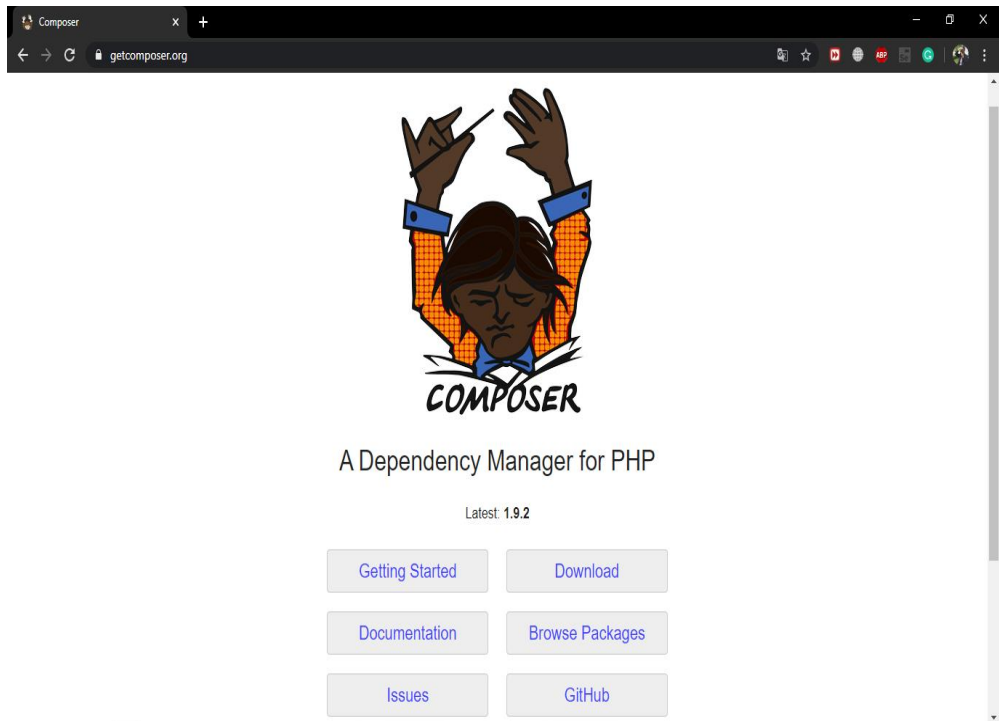 Composer
getcomposer.org
ABP
COMPOSER
A Dependency Manager for PHP
Latest: 1.9.2
Getting Started Download
Documentation Browse Packages
Issues GitHub